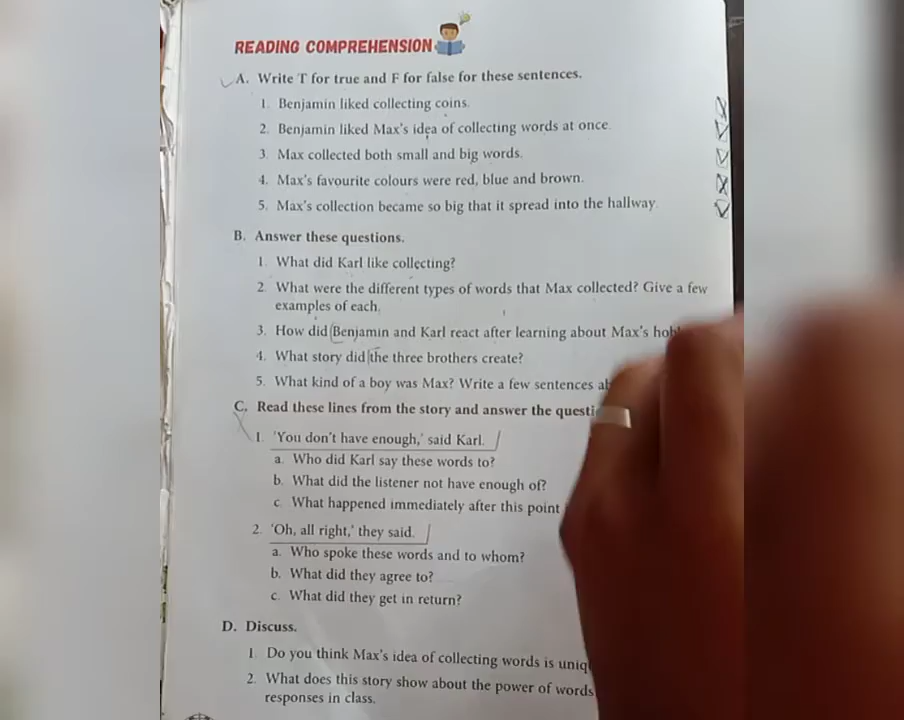 READING COMPREHENSION
A. Write T for true and F for false for these sentences.
1. Benjamin liked collecting coins.
2. Benjamin liked Max's idea of collecting words at once.
3. Max collected both small and big words.
4. Max's favourite colours were red, blue and brown.
5. Max's collection became so big that it spread into the hallway.
B. Answer these questions.
1. What did Karl like collecting?
2. What were the different types of words that Max collected? Give a few
examples of each.
3. How did Benjamin and Karl react after learning about Max's
4. What story did the three brothers create?
5. What kind of a boy was Max? Write a few sentences
C. Read these lines from the story and answer the
1. 'You don't have enough,' said Karl.
a. Who did Karl say these words to?
b. What did the listener not have enough of?
c. What happened immediately after this point
2. 'Oh, all right,' they said.
a. Who spoke these words and to whom?
b. What did they agree to?
c. What did they get in return?
D. Discuss.
1. Do you think Max's idea of collecting words is
2. What does this story show about the power of words
responses in class.